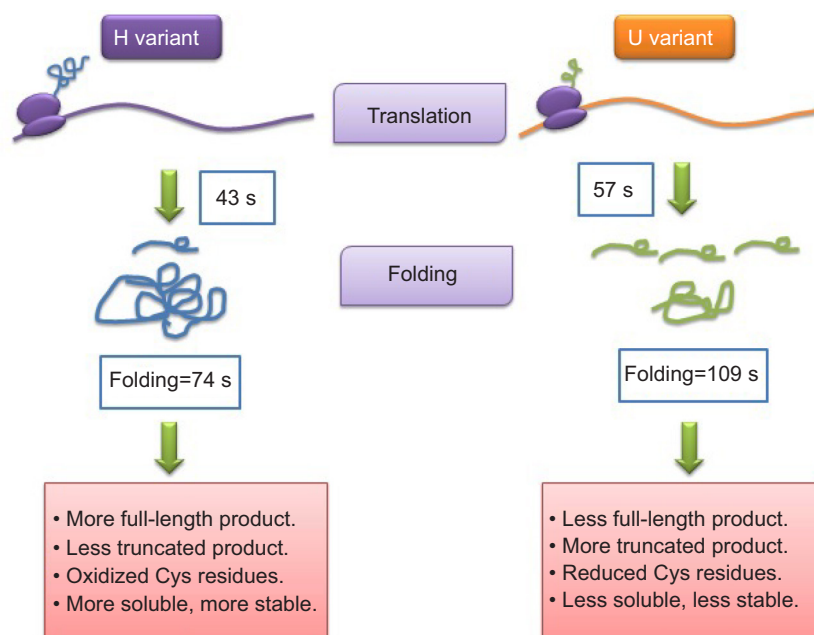 H variant
U variant
Translation
43 s
57 s
Folding
Folding=74 s
Folding=109 s
• More full-length product.
• Less truncated product.
• Oxidized Cys residues.
• More soluble, more stable.
• Less full-length product.
• More truncated product.
• Reduced Cys residues.
• Less soluble, less stable.